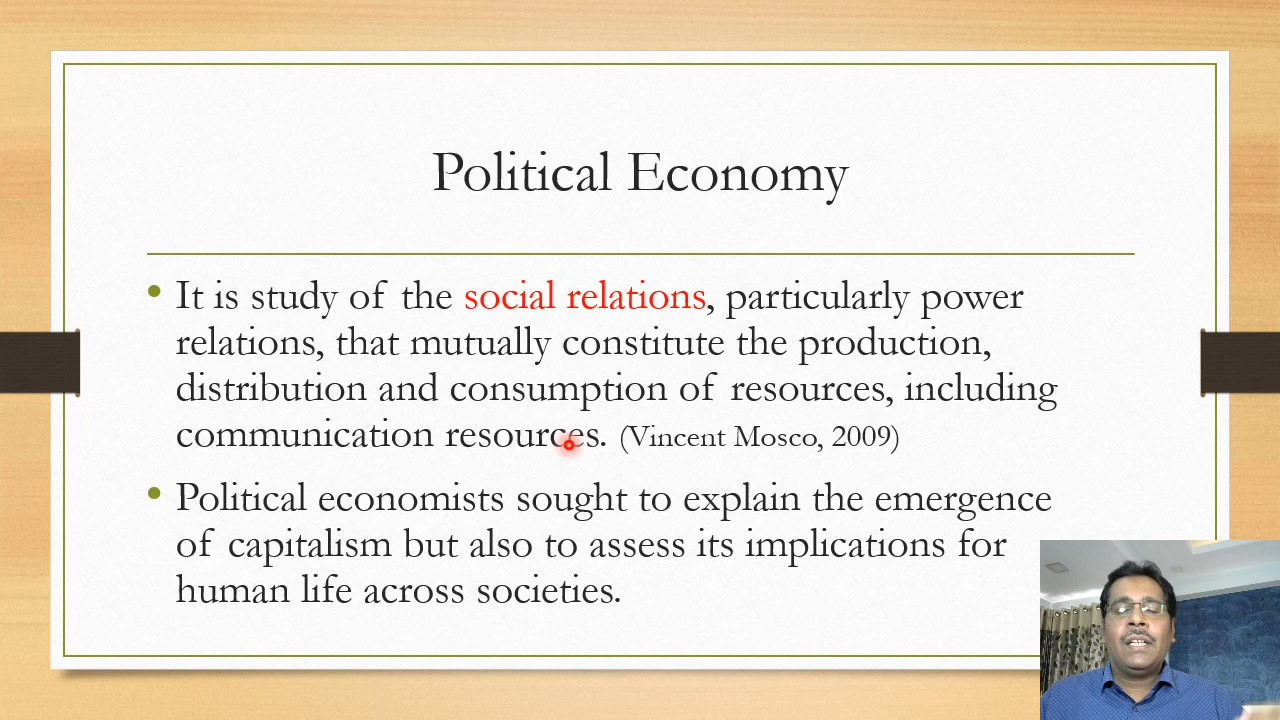 Political Economy
• It is study of the social relations, particularly power
relations, that mutually constitute the production,
distribution and consumption of resources, including
communication resources. (Vincent Mosco, 2009)
• Political economists sought to explain the emergence
of capitalism but also to assess its implications for
human life across societies.